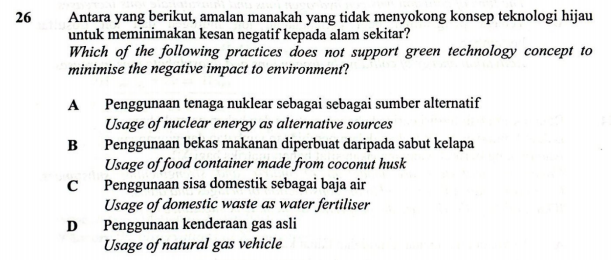 26 Antara yang berikut, amalan manakah yang tidak menyokong konsep teknologi hijau
untuk meminimakan kesan negatif kepada alam sekitar?
Which of the following practices does not support green technology concept to
minimise the negative impact to environment?
A Penggunaan tenaga nuklear sebagai sebagai sumber alternatif
Usage of nuclear energy as alternative sources
B Penggunaan bekas makanan diperbuat daripada sabut kelapa
Usage of food container made from coconut husk
C Penggunaan sisa domestik sebagai baja air
Usage of domestic waste as water fertiliser
D Penggunaan kenderaan gas asli
Usage of natural gas vehicle